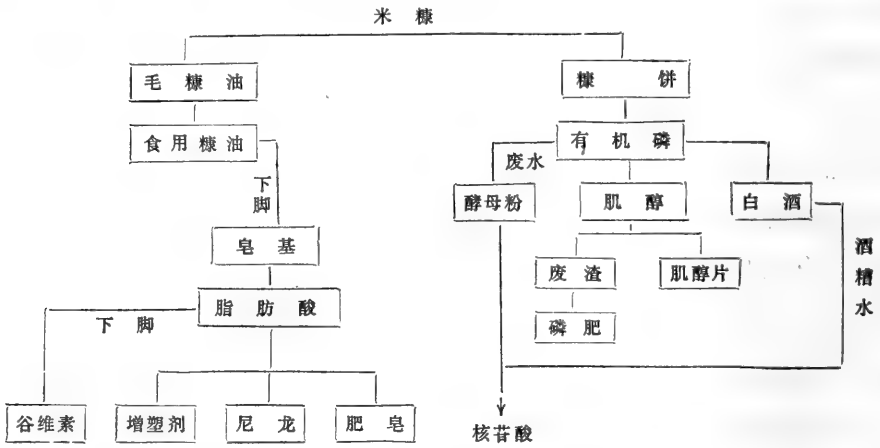 米糠
毛糠油
糠饼
食用糠油
有机磷
废水
下脚
酵母粉
肌醇
白酒
皂基
废渣
肌醇片
酒糟水
脂肪酸
下脚
磷肥
谷维素
增塑剂
尼龙
肥皂
核苷酸